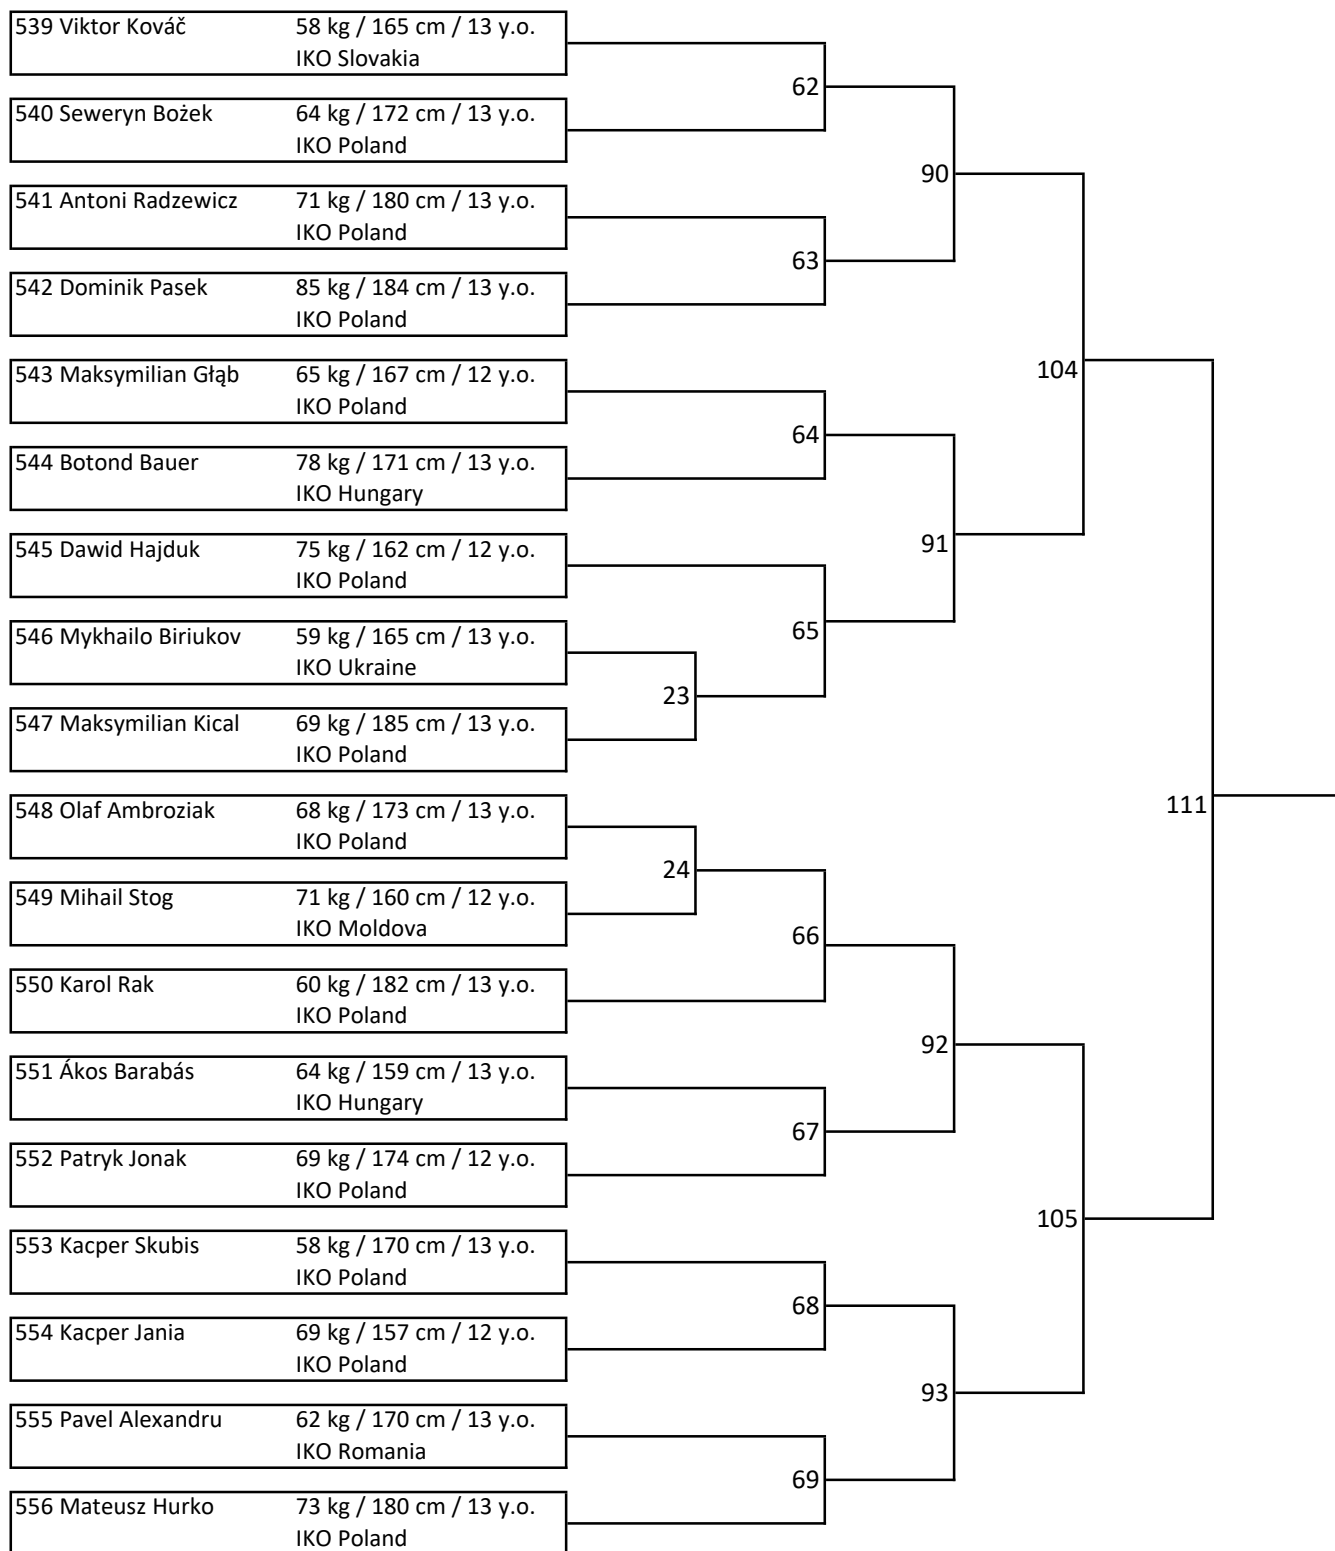 539 Viktor Kováč 58 kg / 165 cm / 13 y.o.
IKO Slovakia
62
540 Seweryn Bożek 64 kg / 172 cm / 13 y.o.
IKO Poland
90
541 Antoni Radzewicz 71 kg / 180 cm / 13 y.o.
IKO Poland
63
542 Dominik Pasek 85 kg / 184 cm / 13 y.o.
IKO Poland
543 Maksymilian Głąb 65 kg / 167 cm / 12 y.o.
104
IKO Poland
64
544 Botond Bauer 78 kg / 171 cm / 13 y.o.
IKO Hungary
545 Dawid Hajduk 75 kg / 162 cm / 12 y.o.
91
IKO Poland
546 Mykhailo Biriukov 59 kg / 165 cm / 13 y.o.
65
IKO Ukraine
23
547 Maksymilian Kical 69 kg / 185 cm / 13 y.o.
IKO Poland
111
548 Olaf Ambroziak 68 kg / 173 cm / 13 y.o.
IKO Poland
24
549 Mihail Stog 71 kg / 160 cm / 12 y.o.
IKO Moldova
66
550 Karol Rak 60 kg / 182 cm / 13 y.o.
IKO Poland
92
551 Ákos Barabás 64 kg / 159 cm / 13 y.o.
IKO Hungary
67
552 Patryk Jonak 69 kg / 174 cm / 12 y.o.
IKO Poland
105
553 Kacper Skubis 58 kg / 170 cm / 13 y.o.
IKO Poland
68
554 Kacper Jania 69 kg / 157 cm / 12 y.o.
IKO Poland
93
555 Pavel Alexandru 62 kg / 170 cm / 13 y.o.
IKO Romania
69
556 Mateusz Hurko 73 kg / 180 cm / 13 y.o.
IKO Poland